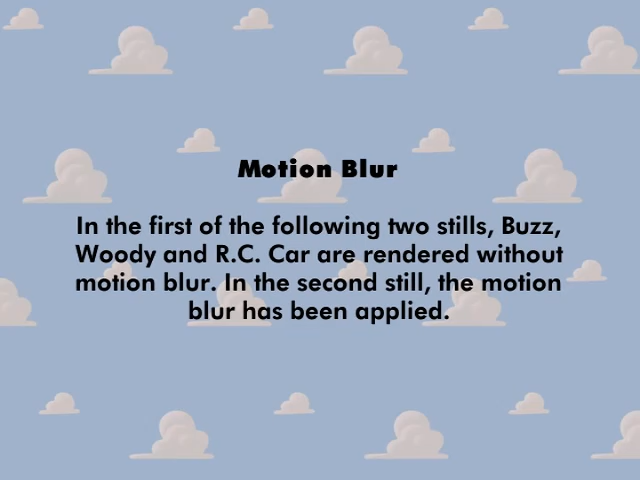 Motion Blur
In the first of the following two stills, Buzz,
Woody and R.C. Car are rendered without
motion blur. In the second still, the motion
blur has been applied.